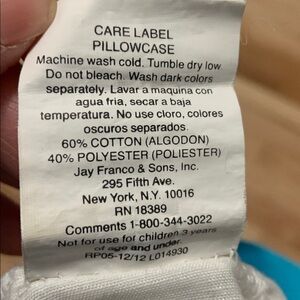 CARE LABEL
PILLOWCASE
Machine wash cold. Tumble dry low.
Do not bleach. Wash dark colors
separately. Lavar a maquina con
agua fria, secar a baja
temperatura. No use cloro, colores
oscuros separados.
60% COTTON (ALGODON)
40% POLYESTER (POLIESTER)
Jay Franco & Sons, Inc.
295 Fifth Ave.
New York, N.Y. 10016
RN 18389
Comments 1-800-344-3022
Not for use for children 3 years
of age and under.
RP05-12/12 L014930